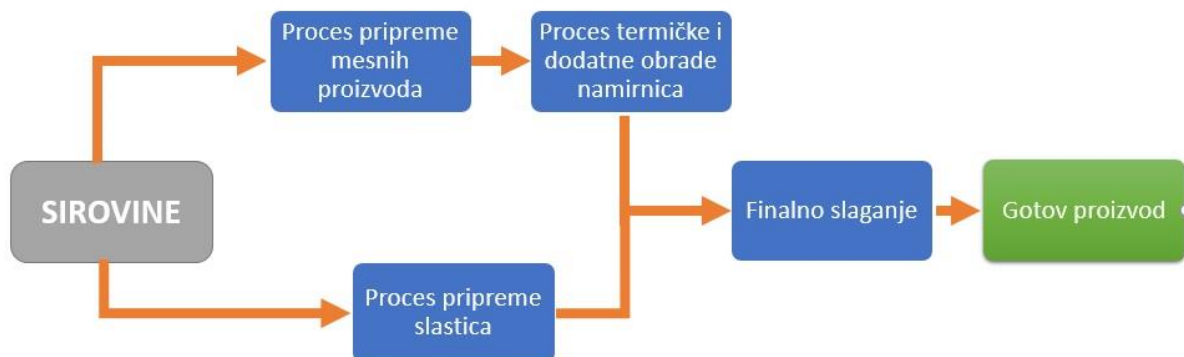 Proces pripreme
mesnih
proizvoda
Proces termičke i
dodatne obrade
namirnica
SIROVINE
Finalno slaganje
Gotov proizvod
Proces pripreme
slastica